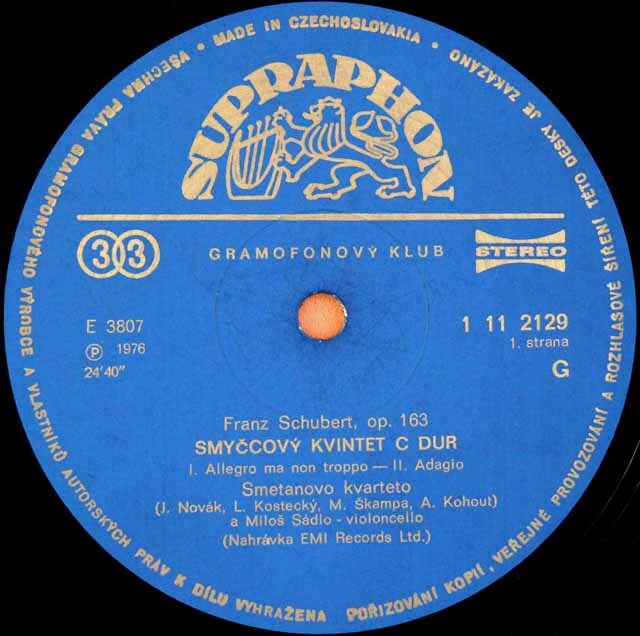 VŠECHNA PRÁVA GRAMOFONOVÉHO VÝROBCE A VLASTNÍKŮ AUTORSKÝCH PRÁV K DÍLU VYHRAŽENA
POŘIZOVÁNÍ KOPIÍ, VEŘEJNÉ PROVOZOVÁNÍ A ROZHLASOVÉ ŠÍŘENÍ TÉTO DESKY JE ZAKÁZÁNO
• MADE IN CZECHOSLOVAKIA •
SUPRAPHON
33
GRAMOFONOVÝ KLUB
STEREO
E 3807
Ⓟ 1976
24'40"
1 11 2129
1. strana
G
Franz Schubert, op. 163
SMYČCOVÝ KVINTET C DUR
I. Allegro ma non troppo — II. Adagio
Smetanovo kvarteto
(J. Novák, L. Kostecký, M. Škampa, A. Kohout)
a Miloš Sádlo - violoncello
(Nahrávka EMI Records Ltd.)